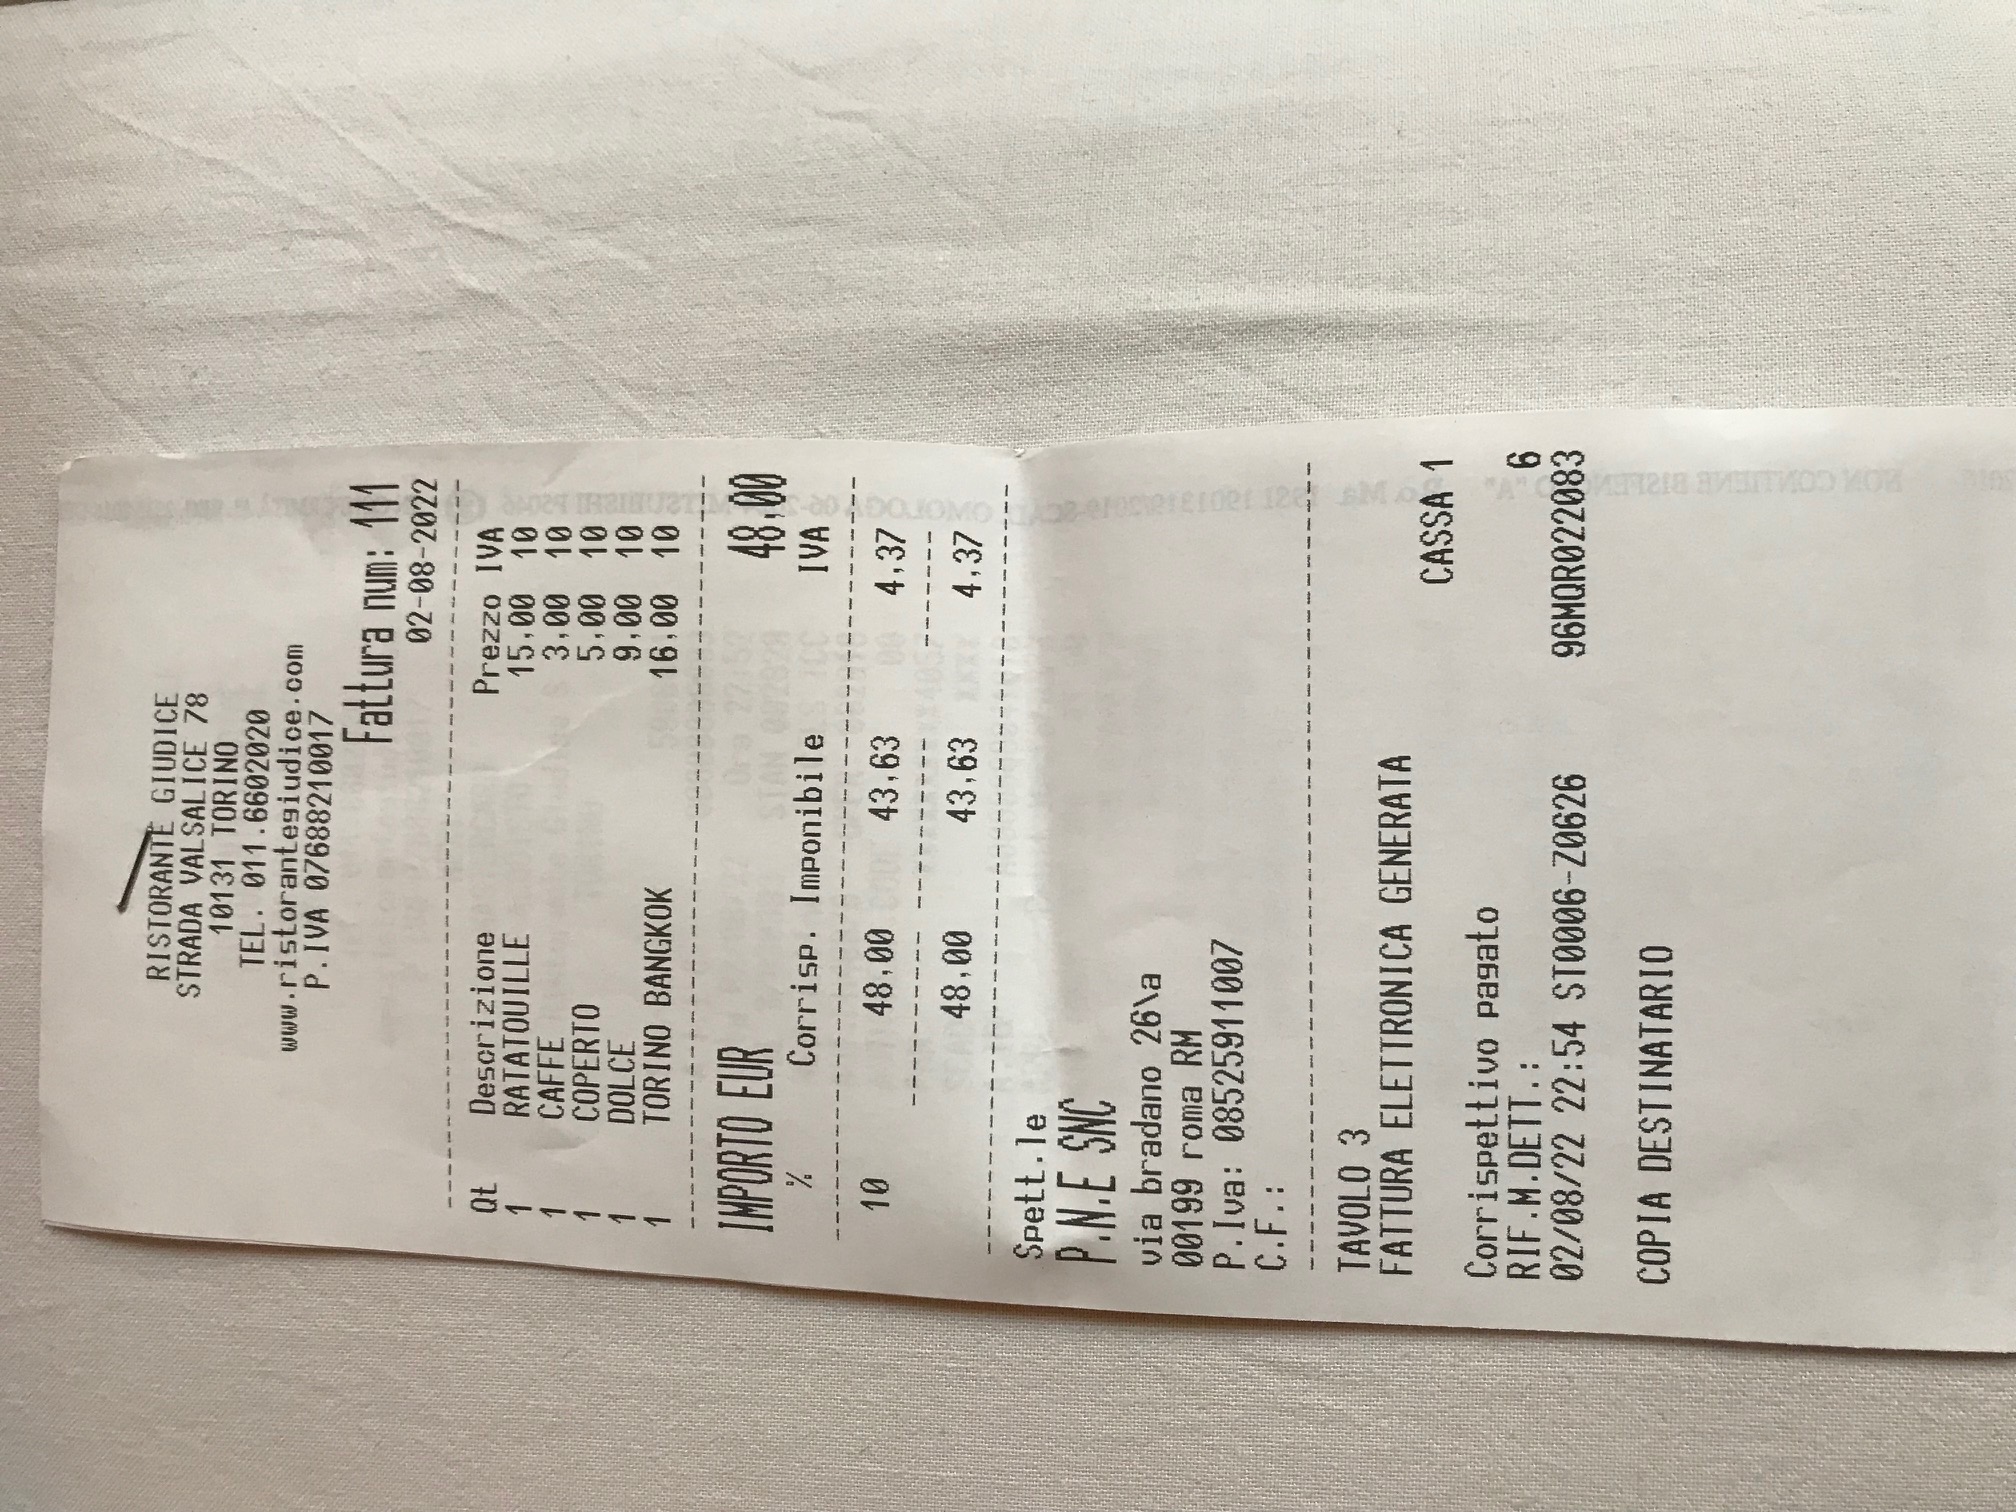 RISTORANTE GIUDICE
STRADA VALSALICE 78
10131 TORINO
TEL. 011.6602020
www.ristorantegiudice.com
P.IVA 07688210017
Fattura num: 111
02-08-2022
Qt Descrizione Prezzo IVA
1 RATATOUILLE 15,00 10
1 CAFFE 3,00 10
1 COPERTO 5,00 10
1 DOLCE 9,00 10
1 TORINO BANGKOK 16,00 10
IMPORTO EUR 48,00
% Corrisp. Imponibile IVA
10 48,00 43,63 4,37
48,00 43,63 4,37
Spett.le
P.N.E SNC
via bradano 26\a
00199 roma RM
P.Iva: 08525911007
C.F.:
TAVOLO 3
FATTURA ELETTRONICA GENERATA
CASSA 1
Corrispettivo pagato
RIF.M.DETT.: 6
02/08/22 22:54 ST0006-Z0626 96MQR022083
COPIA DESTINATARIO